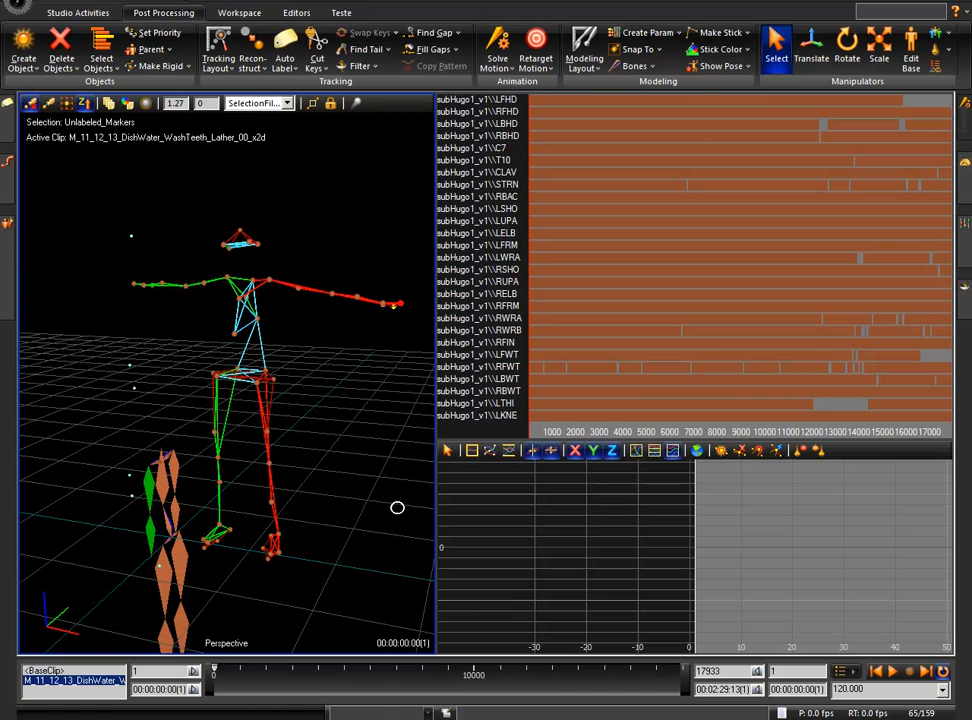 Studio Activities Post Processing Workspace Editors Teste
Create Object Delete Objects Select Objects Set Priority Parent Make Rigid
Objects
Tracking Layout Recon- struct Auto Label Cut Keys Swap Keys Find Tail Filter Find Gap Fill Gaps Copy Pattern
Tracking
Solve Motion Retarget Motion
Animation
Modeling Layout Create Param Snap To Bones Make Stick Stick Color Show Pose
Modeling
Select Translate Rotate Scale Edit Base
Manipulators
1.27 0 SelectionFil...
Selection: Unlabeled_Markers
Active Clip: M_11_12_13_DishWater_WashTeeth_Lather_00_x2d
Perspective 00:00:00:00(1)
subHugo1_v1\\LFHD
subHugo1_v1\\RFHD
subHugo1_v1\\LBHD
subHugo1_v1\\RBHD
subHugo1_v1\\C7
subHugo1_v1\\T10
subHugo1_v1\\CLAV
subHugo1_v1\\STRN
subHugo1_v1\\RBAC
subHugo1_v1\\LSHO
subHugo1_v1\\LUPA
subHugo1_v1\\LELB
subHugo1_v1\\LFRM
subHugo1_v1\\LWRA
subHugo1_v1\\RSHO
subHugo1_v1\\RUPA
subHugo1_v1\\RELB
subHugo1_v1\\RFRM
subHugo1_v1\\RWRA
subHugo1_v1\\RWRB
subHugo1_v1\\RFIN
subHugo1_v1\\LFWT
subHugo1_v1\\RFWT
subHugo1_v1\\LBWT
subHugo1_v1\\RBWT
subHugo1_v1\\LTHI
subHugo1_v1\\LKNE
1000 2000 3000 4000 5000 6000 7000 8000 9000 10000 11000 12000 13000 14000 15000 16000 17000
X Y Z
0
-30 -20 -10 0 10 20 30 40 50
<BaseClip>
M_11_12_13_DishWater_W
1
00:00:00:00(1)
0 10000
17933 1
00:02:29:13(1) 00:00:00:00(1) 120.000
P: 0.0 fps RT: 0.0 fps 65/159